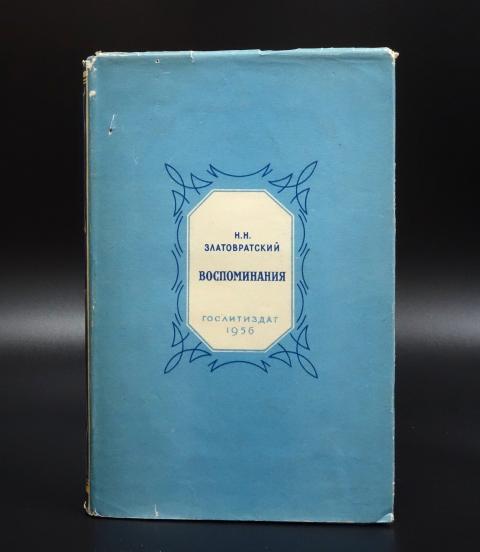 Н.Н.
ЗЛАТОВРАТСКИЙ
ВОСПОМИНАНИЯ
ГОСЛИТИЗДАТ
1956